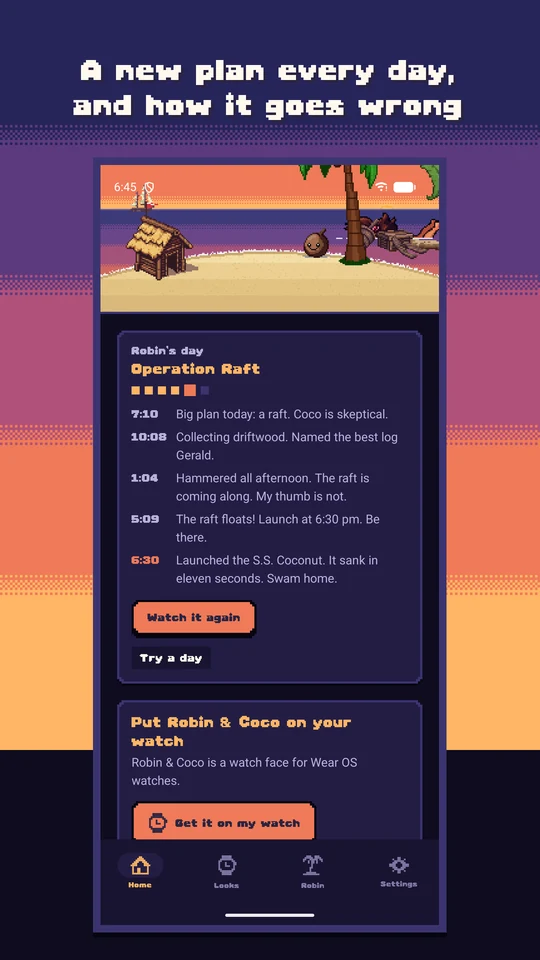 A new plan every day,
and how it goes wrong
6:45
Robin's day
Operation Raft
7:10 Big plan today: a raft. Coco is skeptical.
10:08 Collecting driftwood. Named the best log
Gerald.
1:04 Hammered all afternoon. The raft is
coming along. My thumb is not.
5:09 The raft floats! Launch at 6:30 pm. Be
there.
6:30 Launched the S.S. Coconut. It sank in
eleven seconds. Swam home.
Watch it again
Try a day
Put Robin & Coco on your
watch
Robin & Coco is a watch face for Wear OS
watches.
Get it on my watch
Home Looks Robin Settings